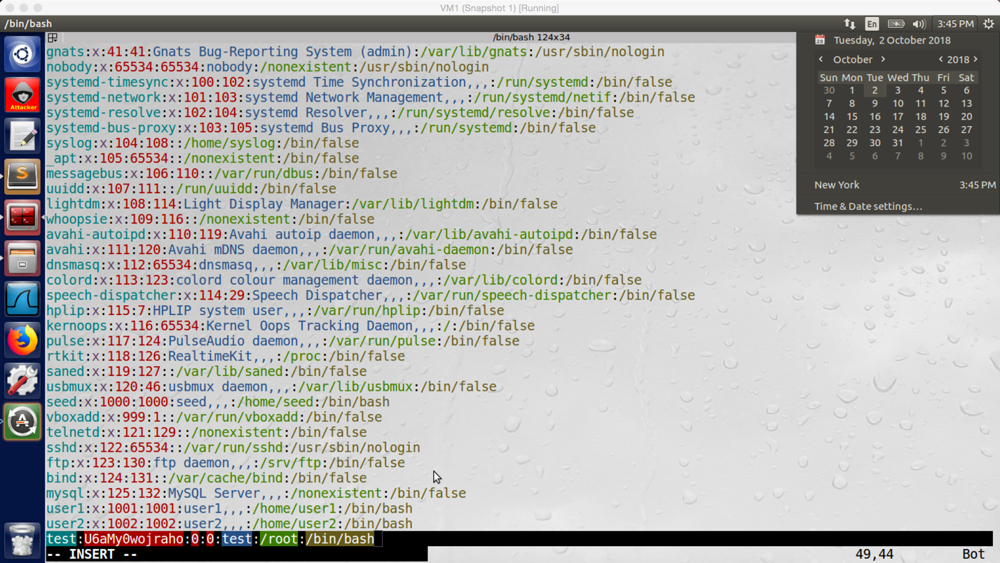 VM1 (Snapshot 1) [Running]
/bin/bash
En
3:45 PM
/bin/bash 124x34
gnats:x:41:41:Gnats Bug-Reporting System (admin):/var/lib/gnats:/usr/sbin/nologin
nobody:x:65534:65534:nobody:/nonexistent:/usr/sbin/nologin
systemd-timesync:x:100:102:systemd Time Synchronization,,,:/run/systemd:/bin/false
systemd-network:x:101:103:systemd Network Management,,,:/run/systemd/netif:/bin/false
systemd-resolve:x:102:104:systemd Resolver,,,:/run/systemd/resolve:/bin/false
systemd-bus-proxy:x:103:105:systemd Bus Proxy,,,:/run/systemd:/bin/false
syslog:x:104:108::/home/syslog:/bin/false
_apt:x:105:65534::/nonexistent:/bin/false
messagebus:x:106:110::/var/run/dbus:/bin/false
uuidd:x:107:111::/run/uuidd:/bin/false
lightdm:x:108:114:Light Display Manager:/var/lib/lightdm:/bin/false
whoopsie:x:109:116::/nonexistent:/bin/false
avahi-autoipd:x:110:119:Avahi autoip daemon,,,:/var/lib/avahi-autoipd:/bin/false
avahi:x:111:120:Avahi mDNS daemon,,,:/var/run/avahi-daemon:/bin/false
dnsmasq:x:112:65534:dnsmasq,,,:/var/lib/misc:/bin/false
colord:x:113:123:colord colour management daemon,,,:/var/lib/colord:/bin/false
speech-dispatcher:x:114:29:Speech Dispatcher,,,:/var/run/speech-dispatcher:/bin/false
hplip:x:115:7:HPLIP system user,,,:/var/run/hplip:/bin/false
kernoops:x:116:65534:Kernel Oops Tracking Daemon,,,:/:/bin/false
pulse:x:117:124:PulseAudio daemon,,,:/var/run/pulse:/bin/false
rtkit:x:118:126:RealtimeKit,,,:/proc:/bin/false
saned:x:119:127::/var/lib/saned:/bin/false
usbmux:x:120:46:usbmux daemon,,,:/var/lib/usbmux:/bin/false
seed:x:1000:1000:seed,,,:/home/seed:/bin/bash
vboxadd:x:999:1::/var/run/vboxadd:/bin/false
telnetd:x:121:129::/nonexistent:/bin/false
sshd:x:122:65534::/var/run/sshd:/usr/sbin/nologin
ftp:x:123:130:ftp daemon,,,:/srv/ftp:/bin/false
bind:x:124:131::/var/cache/bind:/bin/false
mysql:x:125:132:MySQL Server,,,:/nonexistent:/bin/false
user1:x:1001:1001:user1,,,:/home/user1:/bin/bash
user2:x:1002:1002:user2,,,:/home/user2:/bin/bash
test:U6aMy0wojraho:0:0:test:/root:/bin/bash
-- INSERT --
49,44
Bot
Attacker
S
A
28
Tuesday, 2 October 2018
< October >
< 2018 >
Sun Mon Tue Wed Thu Fri Sat
30 1 2 3 4 5 6
7 8 9 10 11 12 13
14 15 16 17 18 19 20
21 22 23 24 25 26 27
28 29 30 31 1 2 3
4 5 6 7 8 9 10
New York
3:45 PM
Time & Date settings…